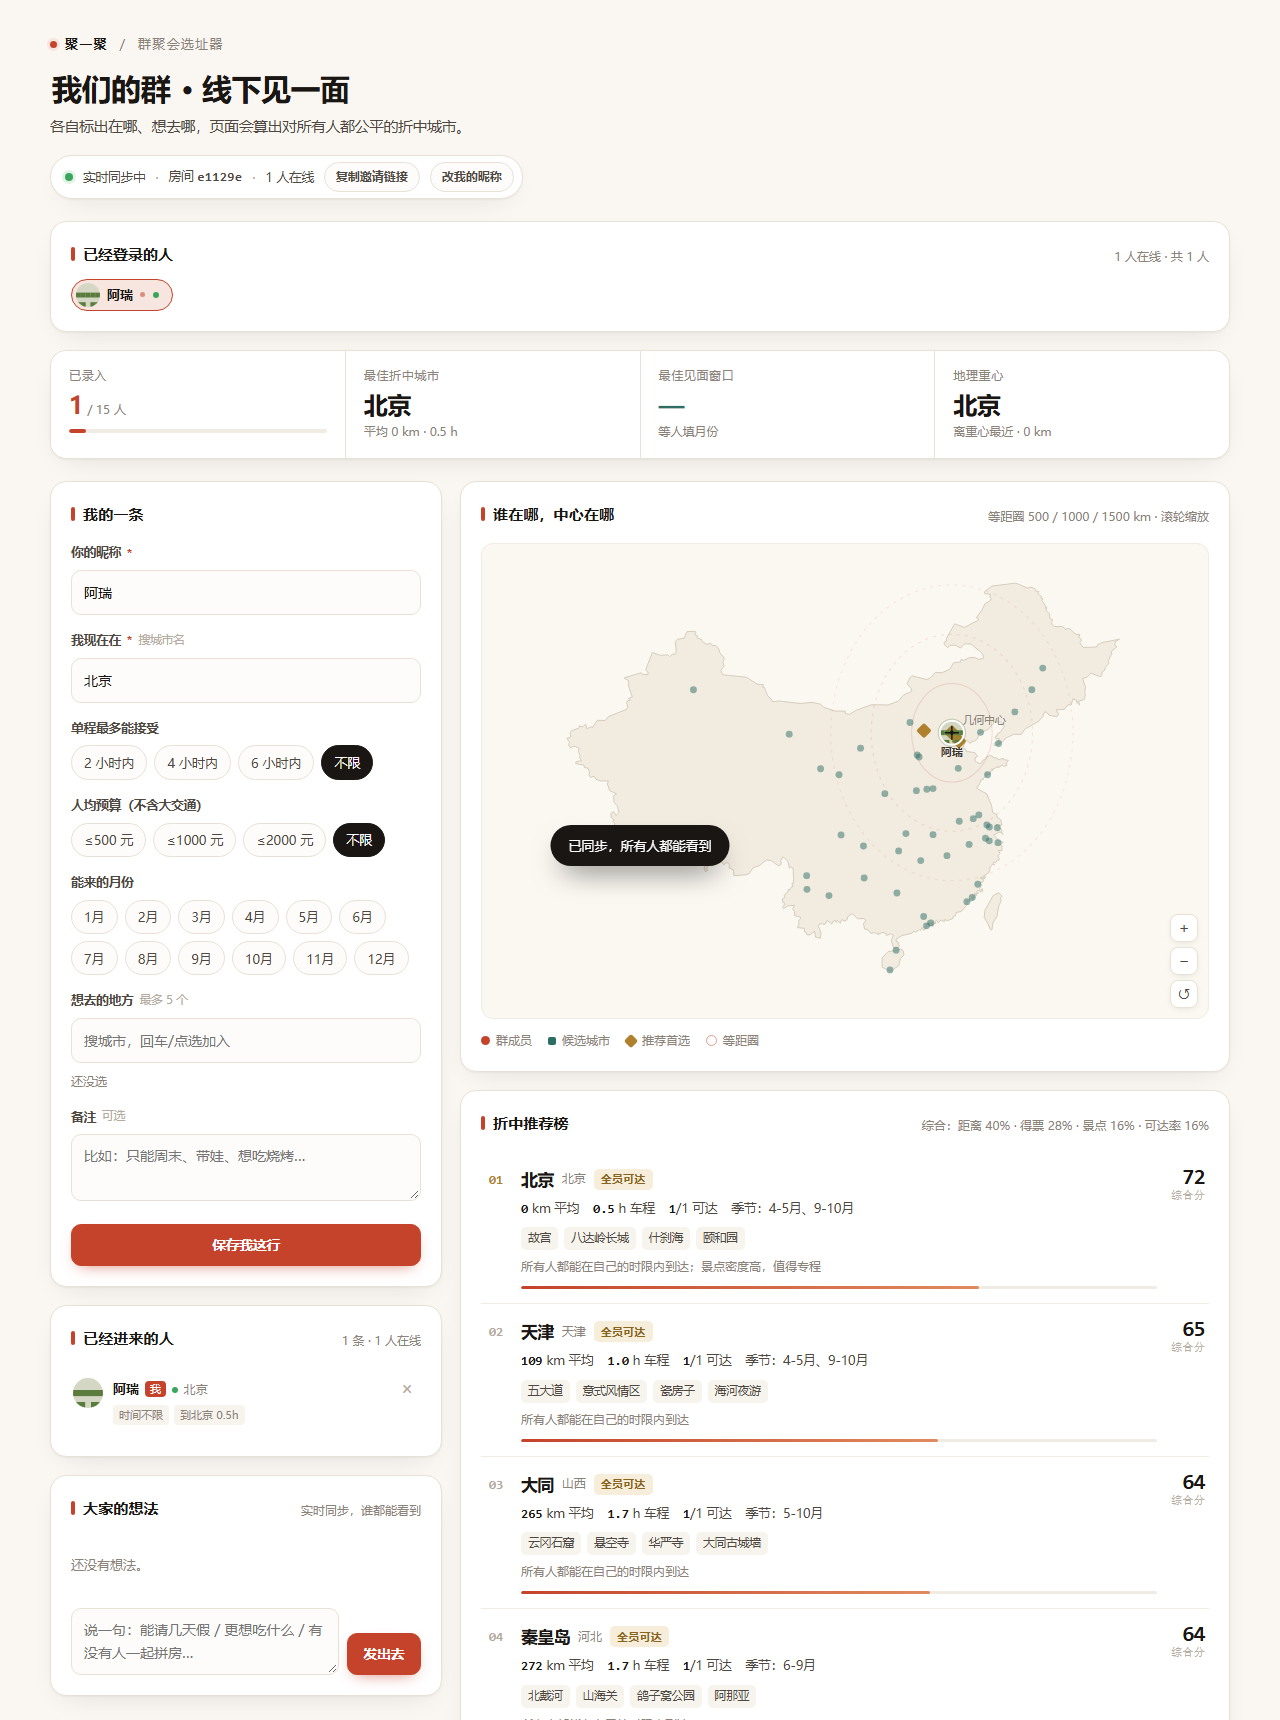 聚一聚 / 群聚会选址器
我们的群·线下见一面
各自标出在哪、想去哪，页面会算出对所有人都公平的折中城市。
实时同步中 · 房间 e1129e · 1 人在线 复制邀请链接 改我的昵称
已经登录的人 1 人在线 · 共 1 人
阿瑞
已录入
1 / 15 人
最佳折中城市
北京
平均 0 km · 0.5 h
最佳见面窗口
—
等人填月份
地理重心
北京
离重心最近 · 0 km
我的一条
你的昵称 *
阿瑞
我现在在 * 搜城市名
北京
单程最多能接受
2 小时内 4 小时内 6 小时内 不限
人均预算（不含大交通）
≤500 元 ≤1000 元 ≤2000 元 不限
能来的月份
1月 2月 3月 4月 5月 6月
7月 8月 9月 10月 11月 12月
想去的地方 最多 5 个
搜城市，回车/点选加入
还没选
备注 可选
比如：只能周末、带娃、想吃烧烤…
保存我这行
已经进来的人 1 条 · 1 人在线
阿瑞 我 北京 ×
时间不限 到北京 0.5h
大家的想法 实时同步，谁都能看到
还没有想法。
说一句：能请几天假 / 更想吃什么 / 有
没有人一起拼房…
发出去
谁在哪，中心在哪 等距圈 500 / 1000 / 1500 km · 滚轮缩放
几何中心
阿瑞
已同步，所有人都能看到
+
−
↺
群成员 候选城市 推荐首选 等距圈
折中推荐榜 综合：距离 40% · 得票 28% · 景点 16% · 可达率 16%
01 北京 北京 全员可达 72
综合分
0 km 平均 0.5 h 车程 1/1 可达 季节：4-5月、9-10月
故宫 八达岭长城 什刹海 颐和园
所有人都能在自己的时限内到达；景点密度高，值得专程
02 天津 天津 全员可达 65
综合分
109 km 平均 1.0 h 车程 1/1 可达 季节：4-5月、9-10月
五大道 意式风情区 瓷房子 海河夜游
所有人都能在自己的时限内到达
03 大同 山西 全员可达 64
综合分
265 km 平均 1.7 h 车程 1/1 可达 季节：5-10月
云冈石窟 悬空寺 华严寺 大同古城墙
所有人都能在自己的时限内到达
04 秦皇岛 河北 全员可达 64
综合分
272 km 平均 1.7 h 车程 1/1 可达 季节：6-9月
北戴河 山海关 鸽子窝公园 阿那亚